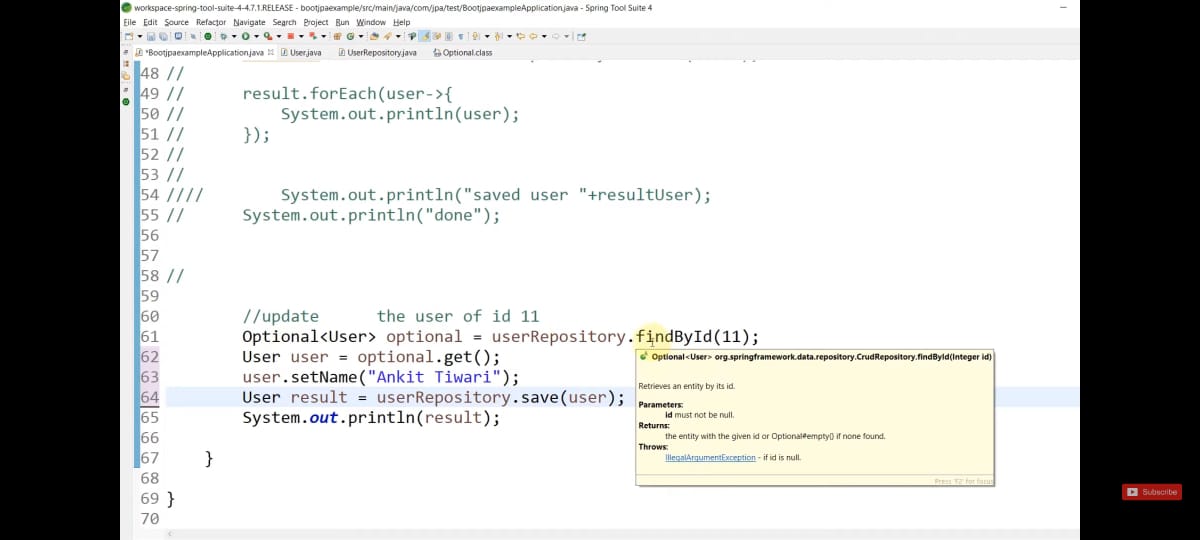 workspace-spring-tool-suite-4-4.7.1.RELEASE - bootjpaexample/src/main/java/com/jpa/test/BootjpaexampleApplication.java - Spring Tool Suite 4
File Edit Source Refactor Navigate Search Project Run Window Help
*BootjpaexampleApplication.java User.java UserRepository.java Optional.class
48 //
49 // result.forEach(user->{
50 // System.out.println(user);
51 // });
52 //
53 //
54 //// System.out.println("saved user "+resultUser);
55 // System.out.println("done");
56
57
58 //
59
60 //update the user of id 11
61 Optional<User> optional = userRepository.findById(11);
62 User user = optional.get();
63 user.setName("Ankit Tiwari");
64 User result = userRepository.save(user);
65 System.out.println(result);
66
67 }
68
69 }
70
Optional<User> org.springframework.data.repository.CrudRepository.findById(Integer id)
Retrieves an entity by its id.
Parameters:
id must not be null.
Returns:
the entity with the given id or Optional#empty() if none found.
Throws:
IllegalArgumentException - if id is null.
Press 'F2' for focus
Subscribe